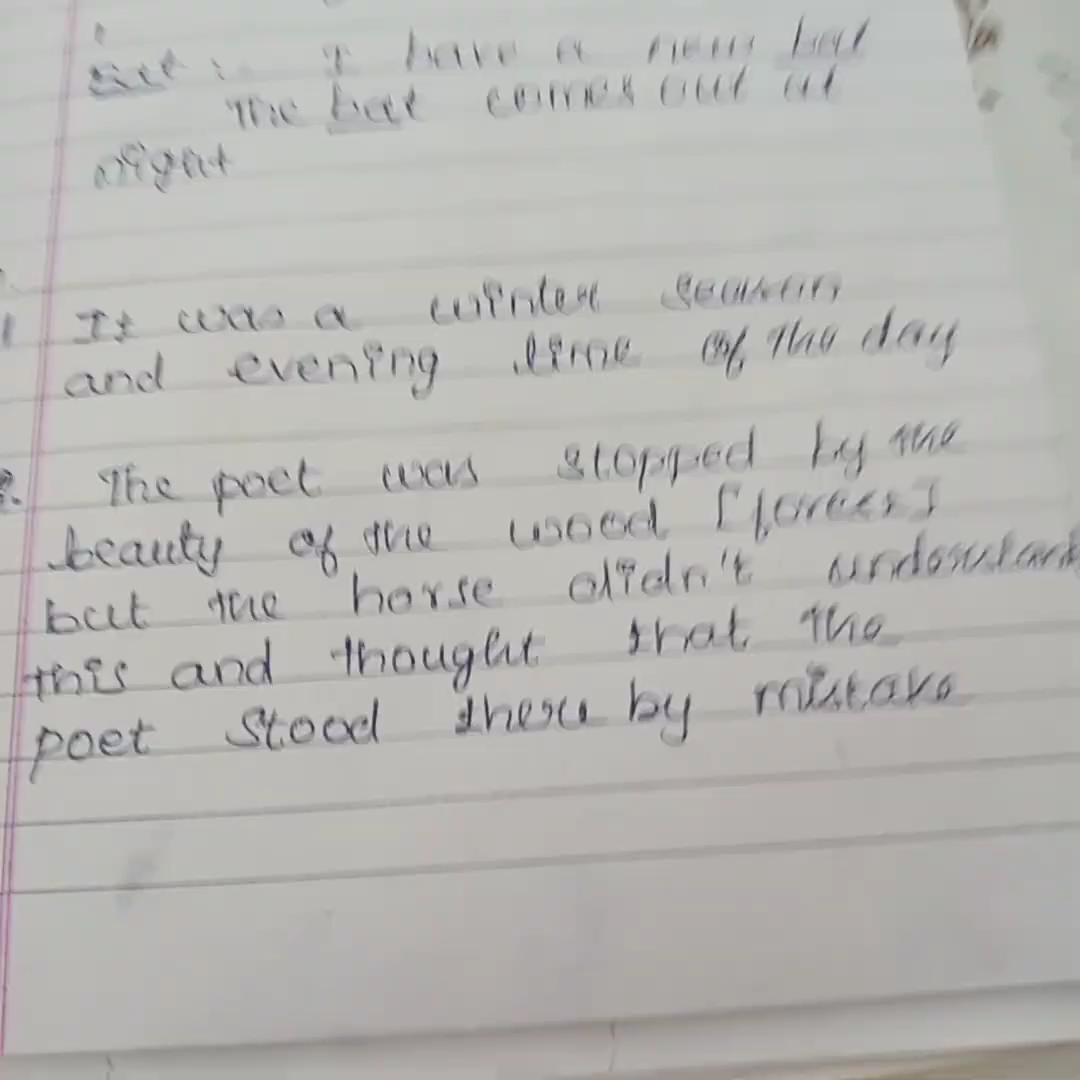 bat :- I have a new bat
The bat comes out at
night
1 It was a winter season
and evening time of the day
2. The poet was stopped by the
beauty of the wood [forest]
but the horse didn't understand
this and thought that the
poet stood there by mistake